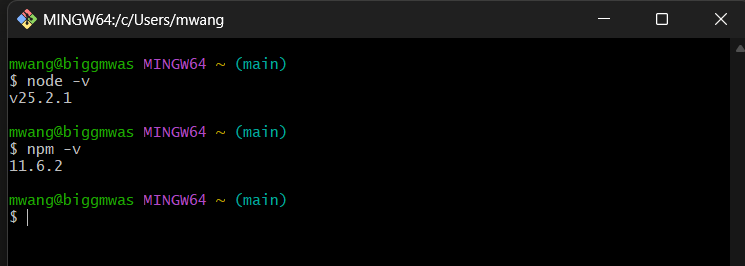 MINGW64:/c/Users/mwang
mwang@biggmwas MINGW64 ~ (main)
$ node -v
v25.2.1
mwang@biggmwas MINGW64 ~ (main)
$ npm -v
11.6.2
mwang@biggmwas MINGW64 ~ (main)
$